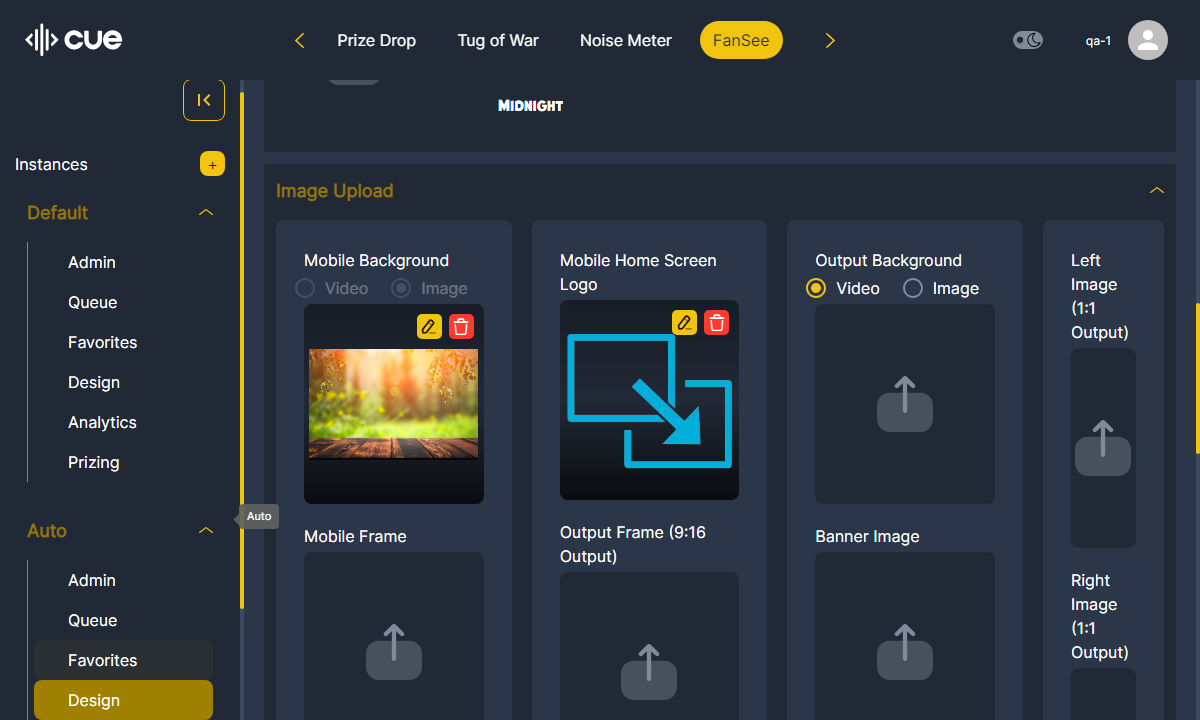 cue
Prize Drop
Tug of War
Noise Meter
FanSee
qa-1
Instances
+
Default
Admin
Queue
Favorites
Design
Analytics
Prizing
Auto
Admin
Queue
Favorites
Design
Auto
MIDNIGHT
Image Upload
Mobile Background
Video
Image
Mobile Frame
Mobile Home Screen
Logo
Output Frame (9:16
Output)
Output Background
Video
Image
Banner Image
Left
Image
(1:1
Output)
Right
Image
(1:1
Output)